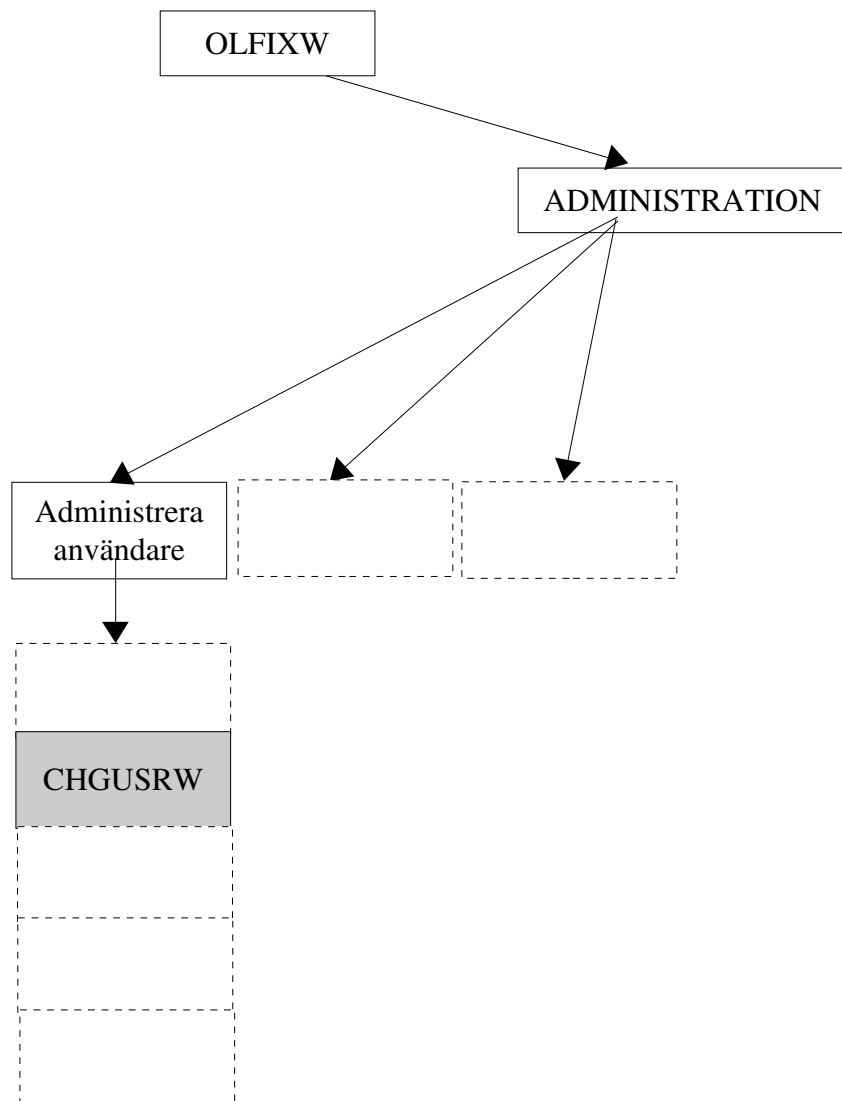 OLFIXW
ADMINISTRATION
Administrera
användare
CHGUSRW